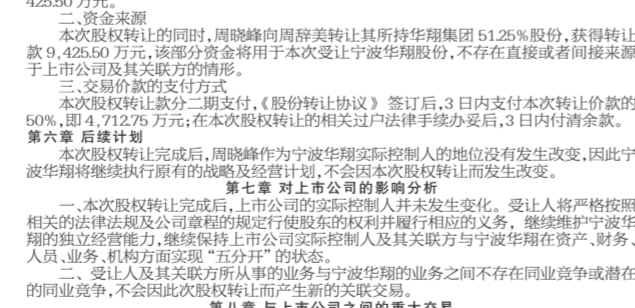 425.50 万元。
二、资金来源
本次股权转让的同时,周晓峰向周辞美转让其所持华翔集团 51.25%股份,获得转让
款 9,425.50 万元,该部分资金将用于本次受让宁波华翔股份,不存在直接或者间接来源
于上市公司及其关联方的情形。
三、交易价款的支付方式
本次股权转让款分二期支付,《股份转让协议》签订后,3 日内支付本次转让价款的
50%,即 4,712.75 万元;在本次股权转让的相关过户法律手续办妥后,3 日内付清余款。
第六章 后续计划
本次股权转让完成后,周晓峰作为宁波华翔实际控制人的地位没有发生改变,因此宁
波华翔将继续执行原有的战略及经营计划,不会因本次股权转让而发生改变。
第七章 对上市公司的影响分析
一、本次股权转让完成后,上市公司的实际控制人并未发生变化。受让人将严格按照
相关的法律法规及公司章程的规定行使股东的权利并履行相应的义务，继续维护宁波华
翔的独立经营能力,继续保持上市公司实际控制人及其关联方与宁波华翔在资产、财务、
人员、业务、机构方面实现“五分开”的状态。
二、受让人及其关联方所从事的业务与宁波华翔的业务之间不存在同业竞争或潜在
的同业竞争,不会因此次股权转让而产生新的关联交易。
第八章 与上市公司之间的重大交易